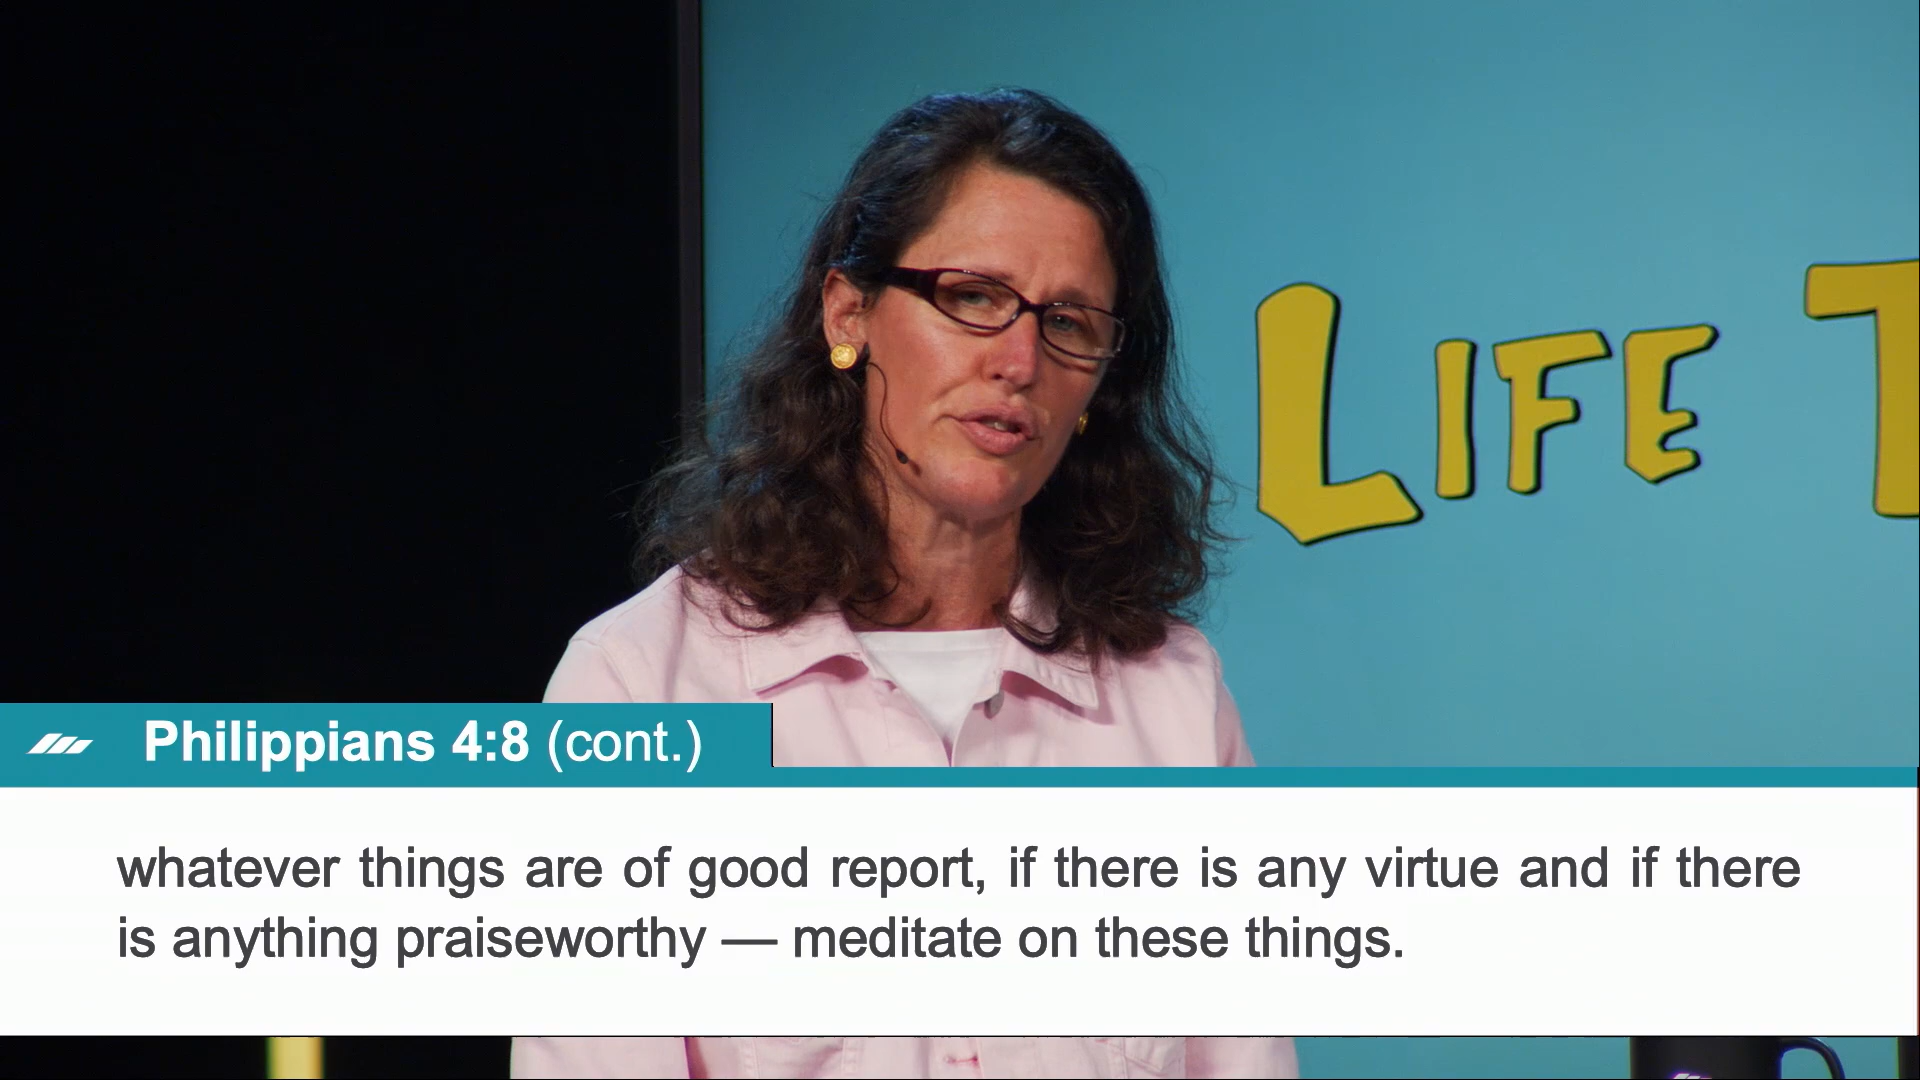 LIFE T
Philippians 4:8 (cont.)
whatever things are of good report, if there is any virtue and if there
is anything praiseworthy — meditate on these things.